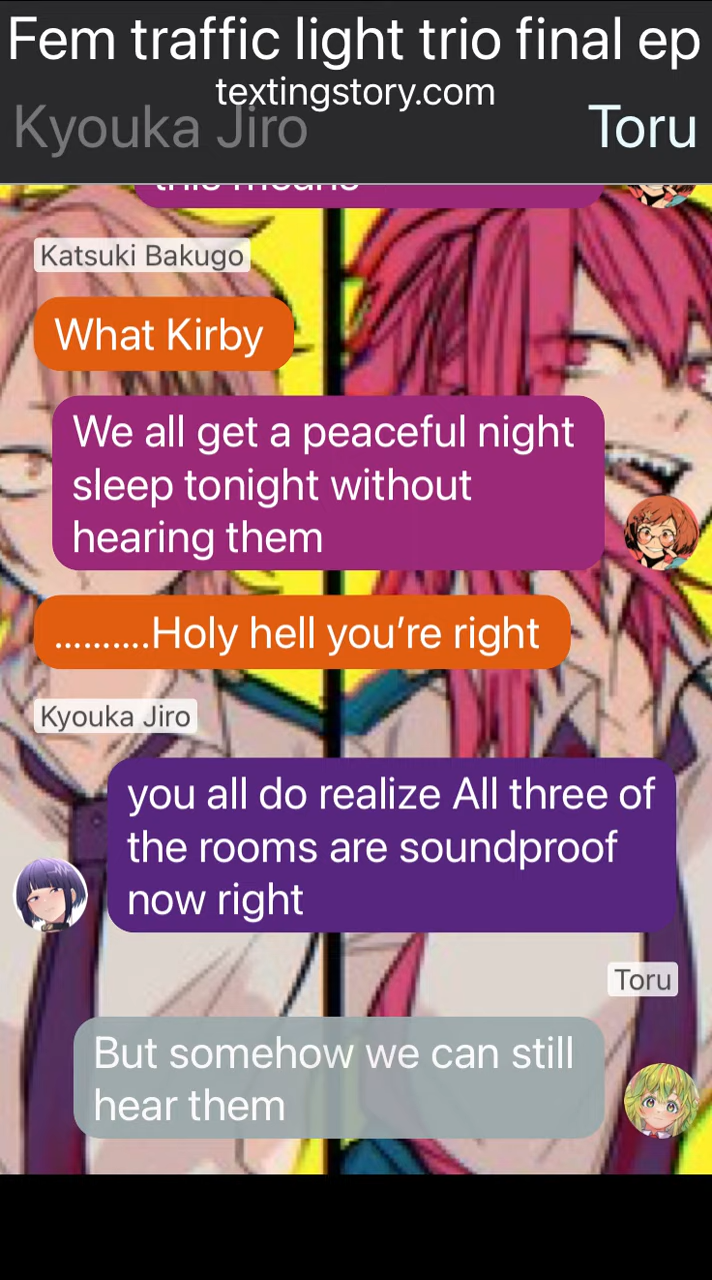 Fem traffic light trio final ep
textingstory.com
Kyouka Jiro
Toru
this means
Katsuki Bakugo
What Kirby
We all get a peaceful night
sleep tonight without
hearing them
..........Holy hell you’re right
Kyouka Jiro
you all do realize All three of
the rooms are soundproof
now right
Toru
But somehow we can still
hear them